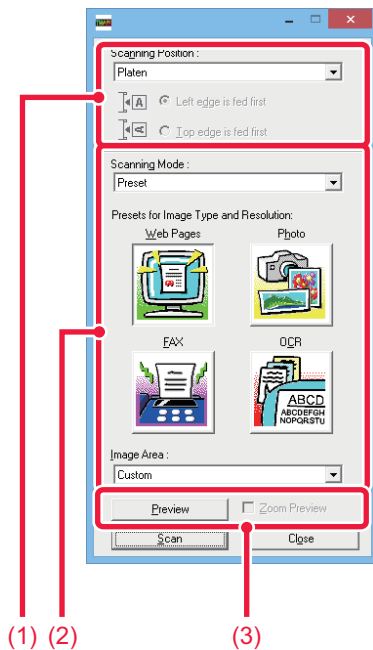 Scanning Position :
Platen
A Left edge is fed first
A Top edge is fed first
Scanning Mode :
Preset
Presets for Image Type and Resolution:
Web Pages Photo
FAX OCR
ABCD
ABCDEFGH
NOPQRSTU
Image Area :
Custom
Preview Zoom Preview
Scan Close
(1) (2) (3)